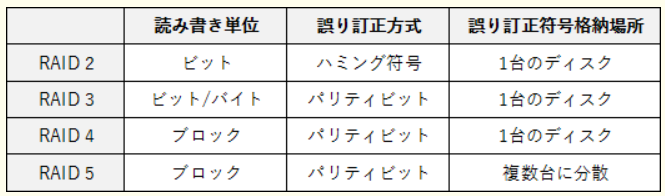 読み書き単位 誤り訂正方式 誤り訂正符号格納場所
RAID 2 ビット ハミング符号 1台のディスク
RAID 3 ビット/バイト パリティビット 1台のディスク
RAID 4 ブロック パリティビット 1台のディスク
RAID 5 ブロック パリティビット 複数台に分散